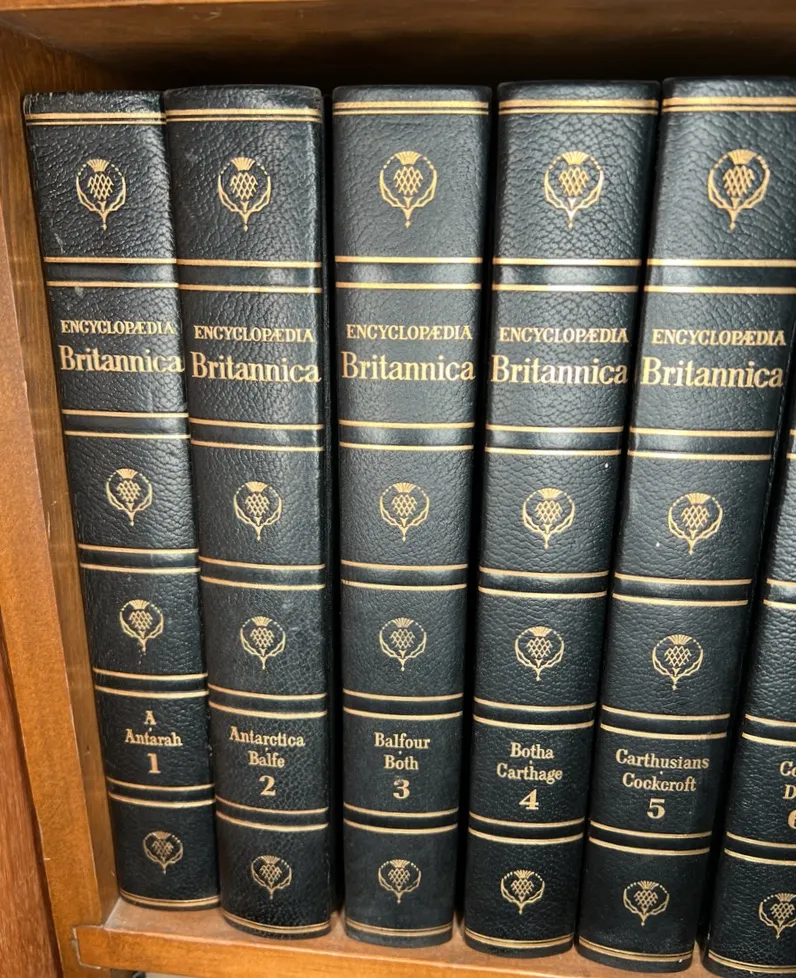 ENCYCLOPÆDIA
Britannica
A
Antarah
1
ENCYCLOPÆDIA
Britannica
Antarctica
Balfe
2
ENCYCLOPÆDIA
Britannica
Balfour
Both
3
ENCYCLOPÆDIA
Britannica
Botha
Carthage
4
ENCYCLOPÆDIA
Britannica
Carthusians
Cockcroft
5